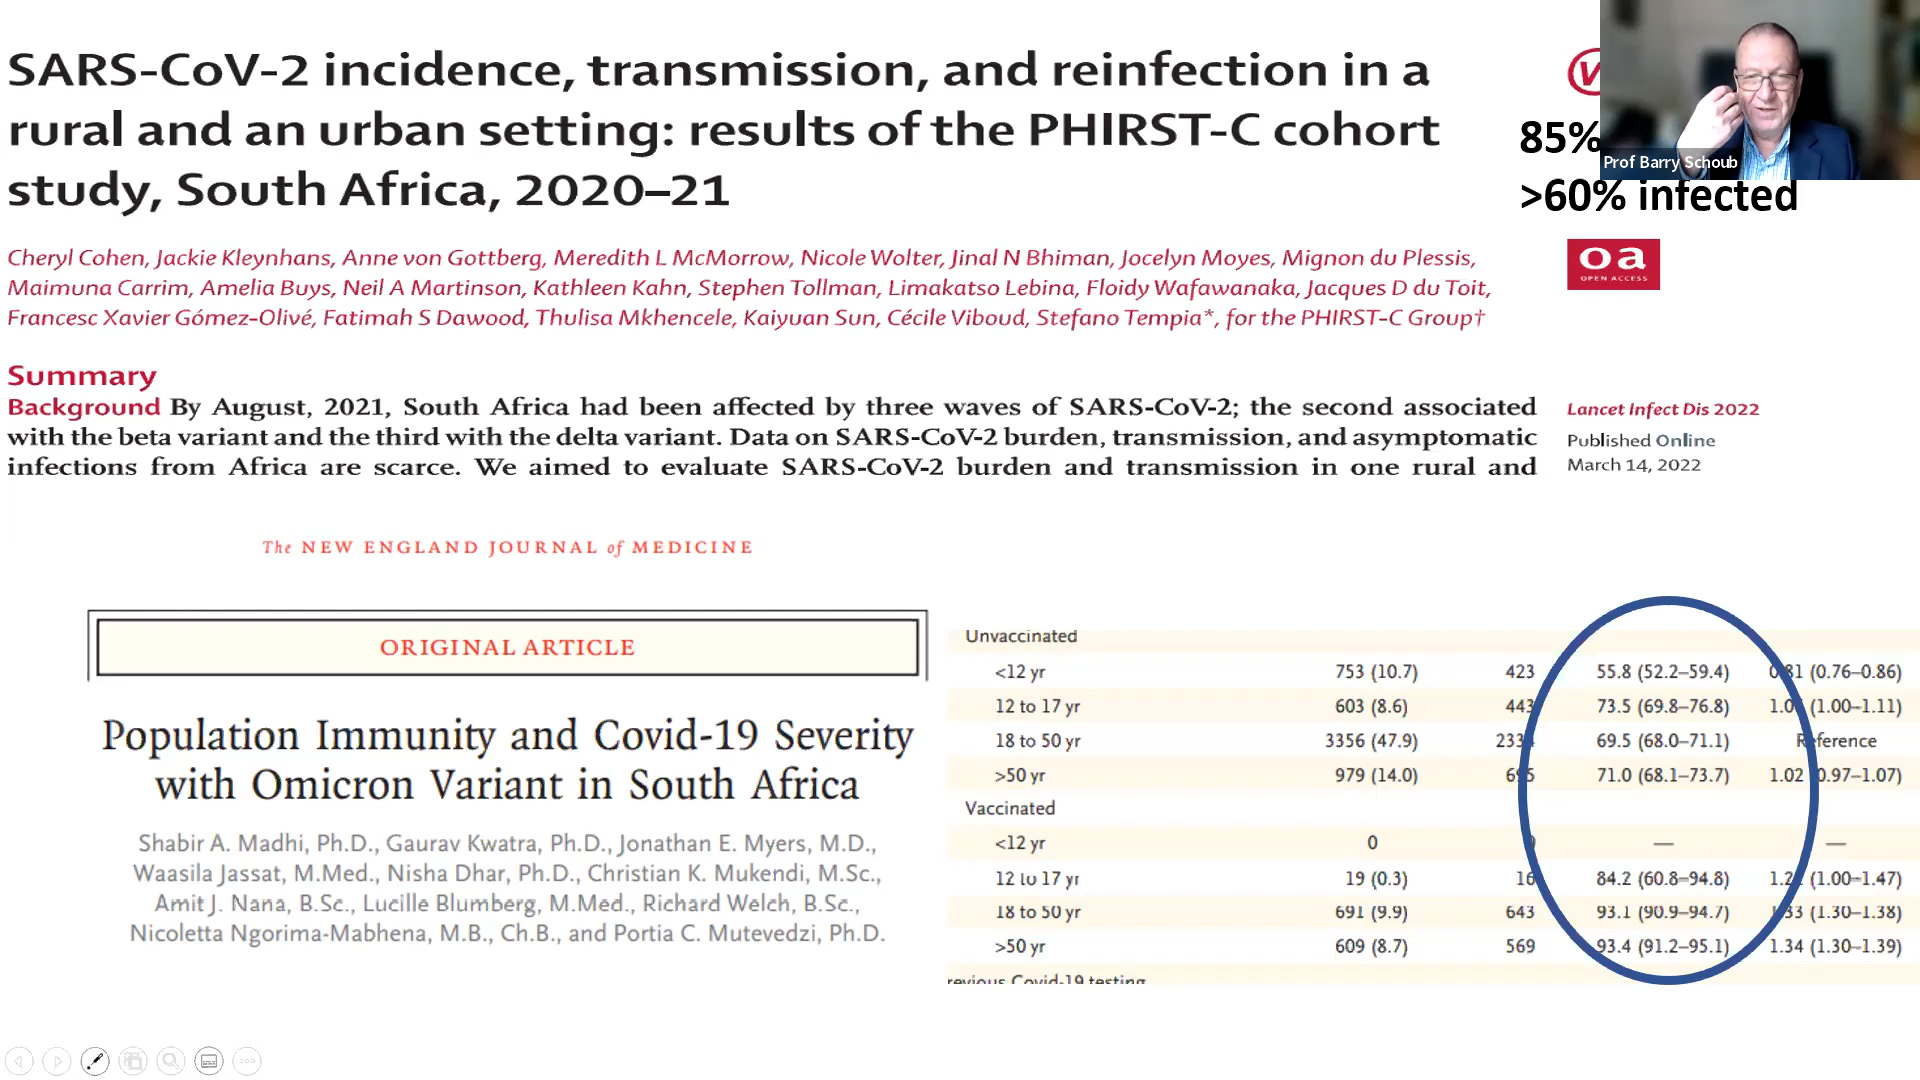 SARS-CoV-2 incidence, transmission, and reinfection in a
rural and an urban setting: results of the PHIRST-C cohort
study, South Africa, 2020–21
85%
>60% infected
Prof Barry Schoub
Cheryl Cohen, Jackie Kleynhans, Anne von Gottberg, Meredith L McMorrow, Nicole Wolter, Jinal N Bhiman, Jocelyn Moyes, Mignon du Plessis,
Maimuna Carrim, Amelia Buys, Neil A Martinson, Kathleen Kahn, Stephen Tollman, Limakatso Lebina, Floidy Wafawanaka, Jacques D du Toit,
Francesc Xavier Gómez-Olivé, Fatimah S Dawood, Thulisa Mkhencele, Kaiyuan Sun, Cécile Viboud, Stefano Tempia*, for the PHIRST-C Group†
oa
OPEN ACCESS
Summary
Background By August, 2021, South Africa had been affected by three waves of SARS-CoV-2; the second associated
with the beta variant and the third with the delta variant. Data on SARS-CoV-2 burden, transmission, and asymptomatic
infections from Africa are scarce. We aimed to evaluate SARS-CoV-2 burden and transmission in one rural and
Lancet Infect Dis 2022
Published Online
March 14, 2022
The NEW ENGLAND JOURNAL of MEDICINE
ORIGINAL ARTICLE
Population Immunity and Covid-19 Severity
with Omicron Variant in South Africa
Shabir A. Madhi, Ph.D., Gaurav Kwatra, Ph.D., Jonathan E. Myers, M.D.,
Waasila Jassat, M.Med., Nisha Dhar, Ph.D., Christian K. Mukendi, M.Sc.,
Amit J. Nana, B.Sc., Lucille Blumberg, M.Med., Richard Welch, B.Sc.,
Nicoletta Ngorima-Mabhena, M.B., Ch.B., and Portia C. Mutevedzi, Ph.D.
Unvaccinated
<12 yr 753 (10.7) 423 55.8 (52.2–59.4) 0.81 (0.76–0.86)
12 to 17 yr 603 (8.6) 443 73.5 (69.8–76.8) (1.00–1.11)
18 to 50 yr 3356 (47.9) 69.5 (68.0–71.1) Reference
>50 yr 979 (14.0) 695 71.0 (68.1–73.7) 1.02 (0.97–1.07)
Vaccinated
<12 yr 0 — —
12 to 17 yr 19 (0.3) 16 84.2 (60.8–94.8) (1.00–1.47)
18 to 50 yr 691 (9.9) 643 93.1 (90.9–94.7) 1.33 (1.30–1.38)
>50 yr 609 (8.7) 569 93.4 (91.2–95.1) 1.34 (1.30–1.39)
revious Covid-19 testing